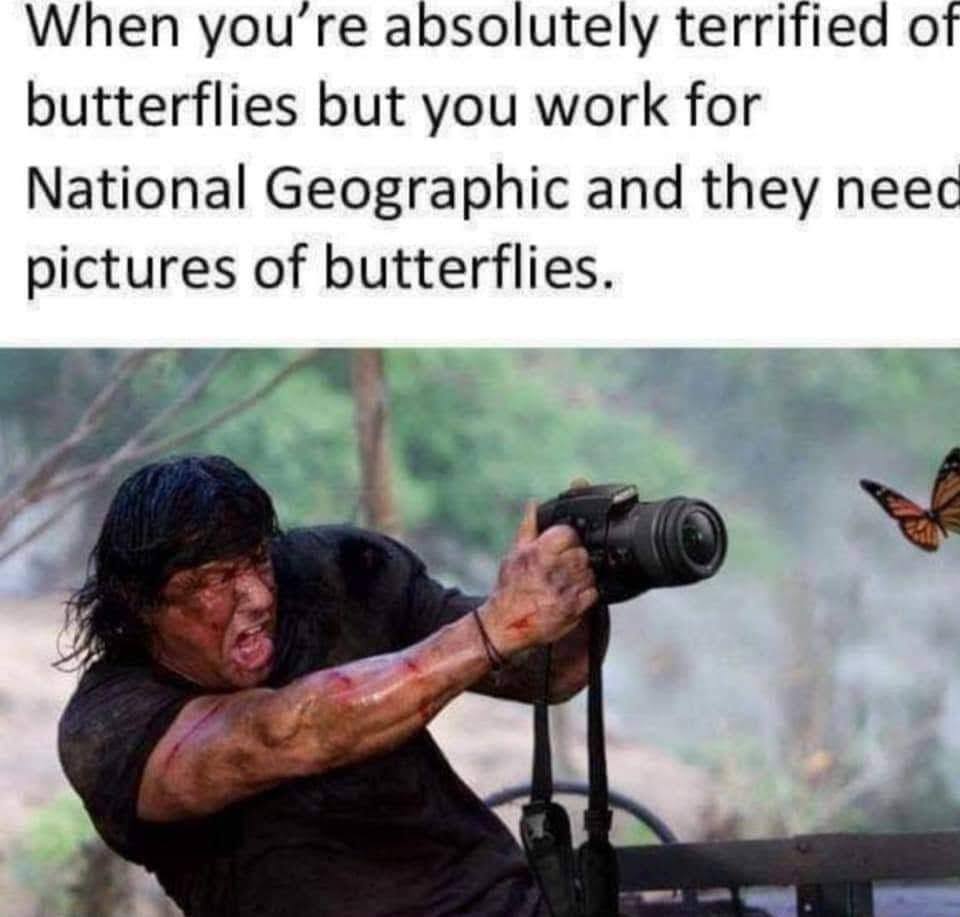 When you’re absolutely terrified of
butterflies but you work for
National Geographic and they need
pictures of butterflies.